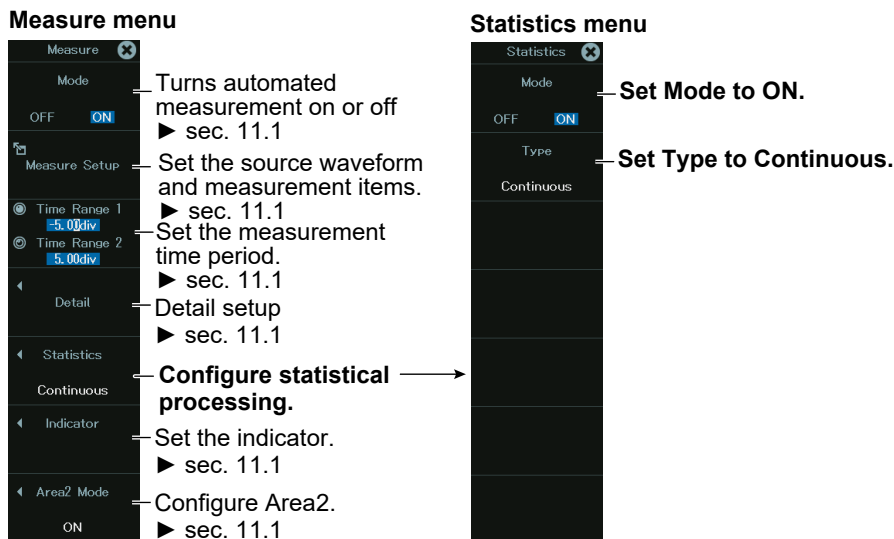 Measure menu
Measure
Mode
OFF ON
Measure Setup
Time Range 1
-5.00div
Time Range 2
5.00div
Detail
Statistics
Continuous
Indicator
Area2 Mode
ON
Turns automated
measurement on or off
► sec. 11.1
Set the source waveform
and measurement items.
► sec. 11.1
Set the measurement
time period.
► sec. 11.1
Detail setup
► sec. 11.1
Configure statistical
processing.
Set the indicator.
► sec. 11.1
Configure Area2.
► sec. 11.1
Statistics menu
Statistics
Mode
OFF ON
Type
Continuous
Set Mode to ON.
Set Type to Continuous.